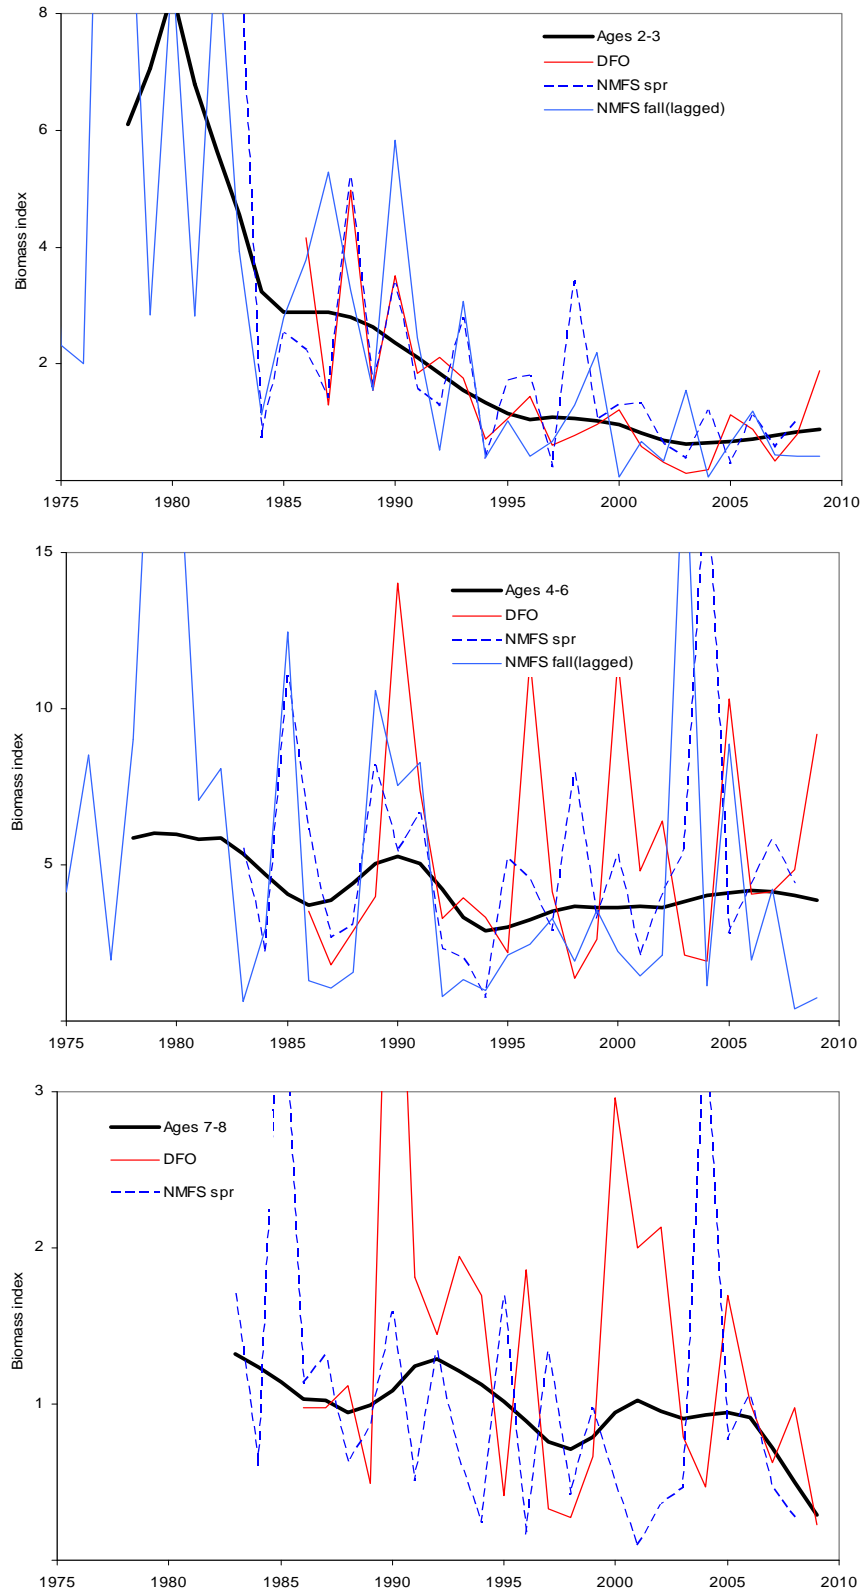 8
6
4
2
Biomass index
Ages 2-3
DFO
NMFS spr
NMFS fall(lagged)
1975 1980 1985 1990 1995 2000 2005 2010
15
10
5
Biomass index
Ages 4-6
DFO
NMFS spr
NMFS fall(lagged)
1975 1980 1985 1990 1995 2000 2005 2010
3
2
1
Biomass index
Ages 7-8
DFO
NMFS spr
1975 1980 1985 1990 1995 2000 2005 2010